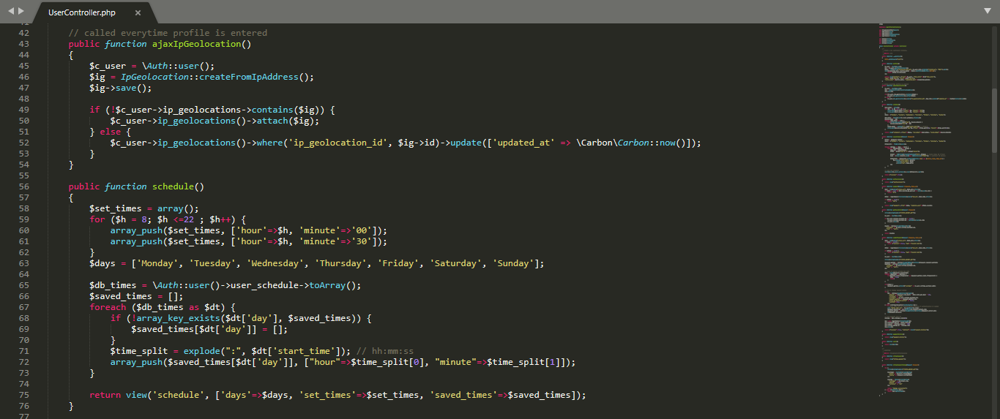 UserController.php ×
41
42 // called everytime profile is entered
43 public function ajaxIpGeolocation()
44 {
45 $c_user = \Auth::user();
46 $ig = IpGeolocation::createFromIpAddress();
47 $ig->save();
48
49 if (!$c_user->ip_geolocations->contains($ig)) {
50 $c_user->ip_geolocations()->attach($ig);
51 } else {
52 $c_user->ip_geolocations()->where('ip_geolocation_id', $ig->id)->update(['updated_at' => \Carbon\Carbon::now()]);
53 }
54 }
55
56 public function schedule()
57 {
58 $set_times = array();
59 for ($h = 8; $h <=22 ; $h++) {
60 array_push($set_times, ['hour'=>$h, 'minute'=>'00']);
61 array_push($set_times, ['hour'=>$h, 'minute'=>'30']);
62 }
63 $days = ['Monday', 'Tuesday', 'Wednesday', 'Thursday', 'Friday', 'Saturday', 'Sunday'];
64
65 $db_times = \Auth::user()->user_schedule->toArray();
66 $saved_times = [];
67 foreach ($db_times as $dt) {
68 if (!array_key_exists($dt['day'], $saved_times)) {
69 $saved_times[$dt['day']] = [];
70 }
71 $time_split = explode(":", $dt['start_time']); // hh:mm:ss
72 array_push($saved_times[$dt['day']], ["hour"=>$time_split[0], "minute"=>$time_split[1]]);
73 }
74
75 return view('schedule', ['days'=>$days, 'set_times'=>$set_times, 'saved_times'=>$saved_times]);
76 }
77